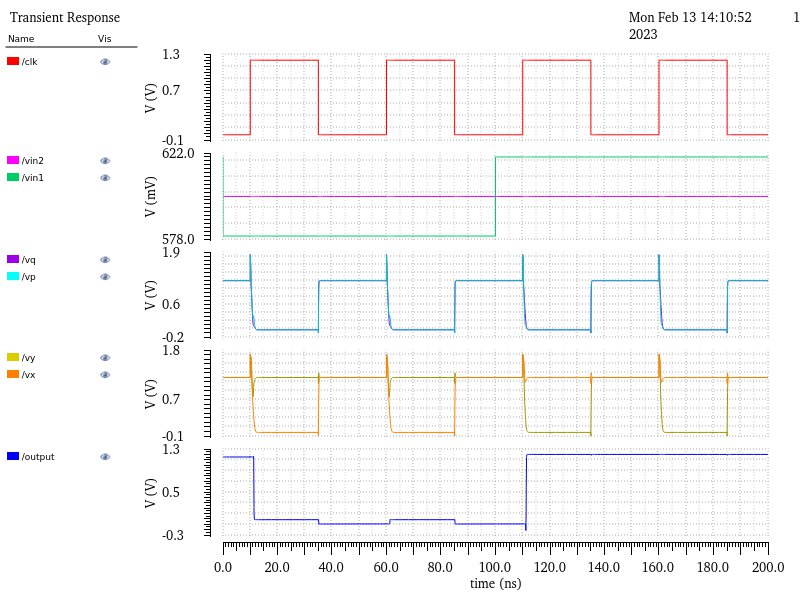 Transient Response
Mon Feb 13 14:10:52 1
2023
Name Vis
/clk
1.3
0.7
-0.1
V (V)
/vin2
/vin1
622.0
578.0
V (mV)
/vq
/vp
1.9
0.6
-0.2
V (V)
/vy
/vx
1.8
0.7
-0.1
V (V)
/output
1.3
0.5
-0.3
V (V)
0.0 20.0 40.0 60.0 80.0 100.0 120.0 140.0 160.0 180.0 200.0
time (ns)